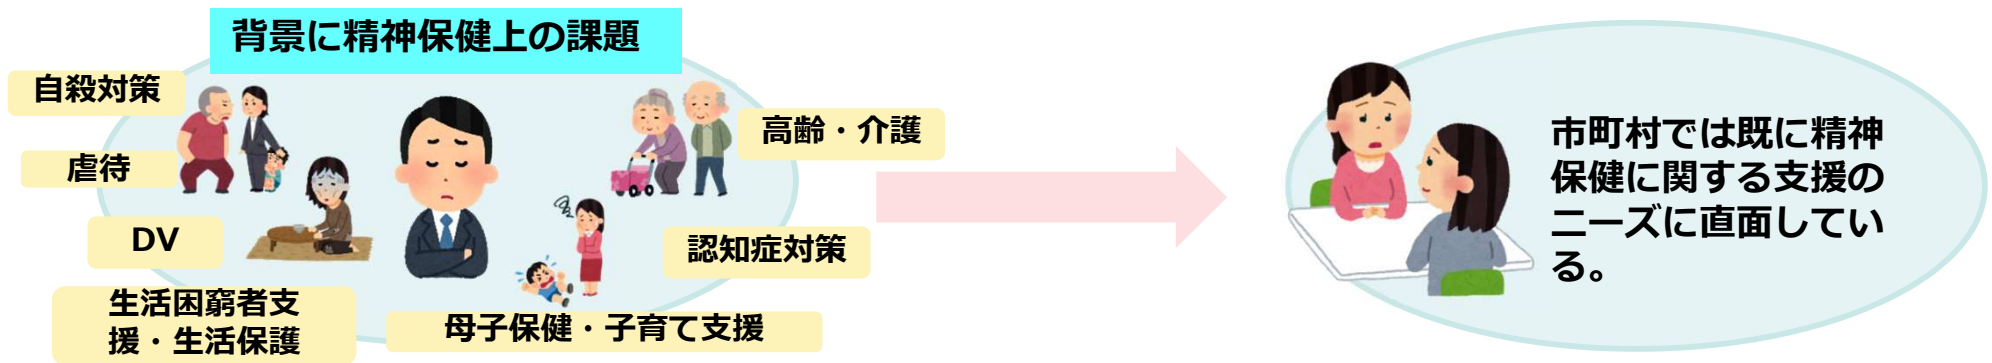 背景に精神保健上の課題
自殺対策
虐待
DV
生活困窮者支
援・生活保護
母子保健・子育て支援
認知症対策
高齢・介護
市町村では既に精神
保健に関する支援の
ニーズに直面してい
る。